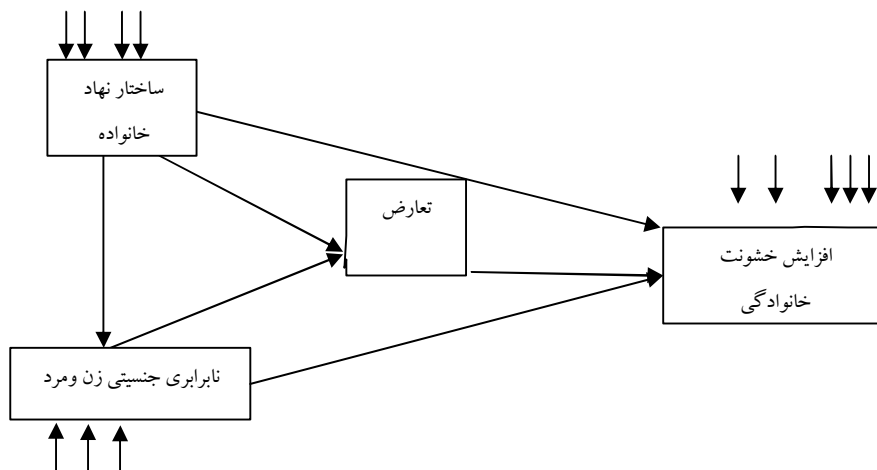 ساختار نهاد
خانواده
تعارض
افزایش خشونت
خانوادگی
نابرابری جنسیتی زن ومرد